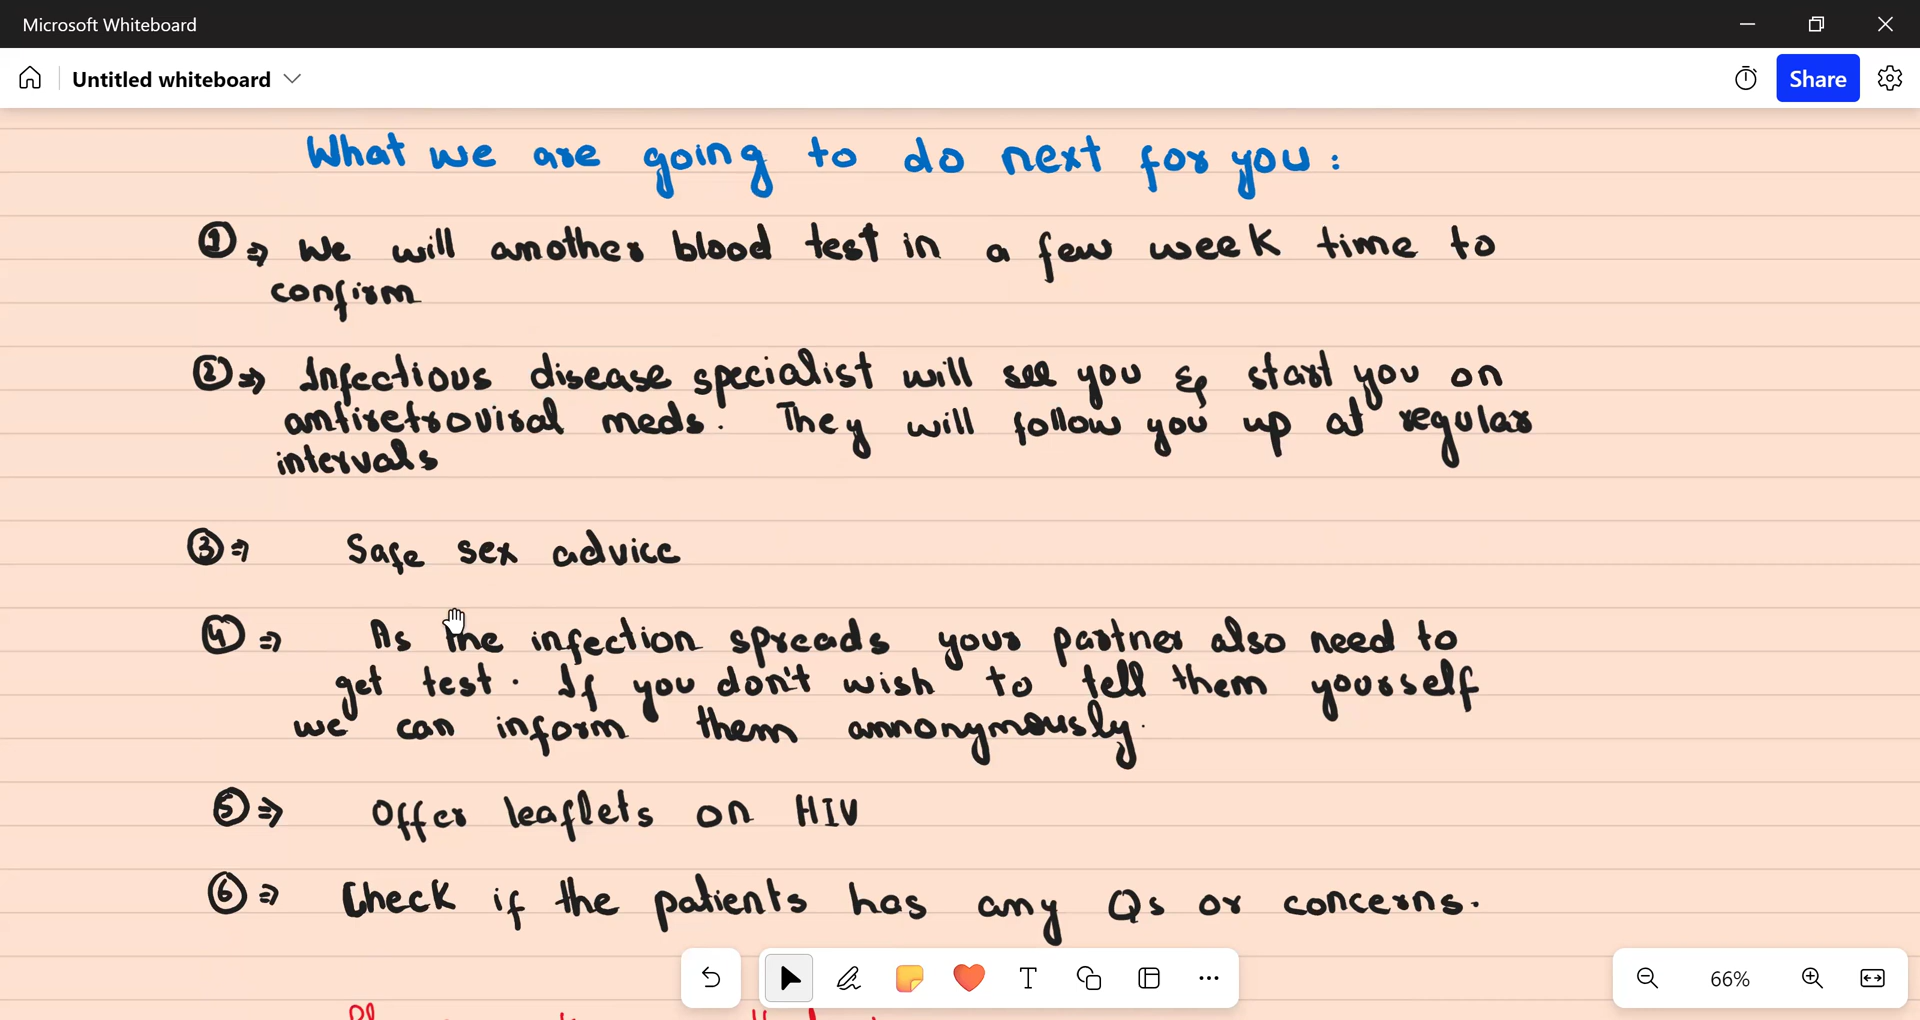 Microsoft Whiteboard
Untitled whiteboard
Share
What we are going to do next for you:
① ⇒ We will another blood test in a few week time to
confirm
② ⇒ Infectious disease specialist will see you & start you on
antiretroviral meds. They will follow you up at regular
intervals
③ ⇒ Safe sex advice
④ ⇒ As the infection spreads your partner also need to
get test. If you don't wish to tell them yourself
we can inform them annonymously.
⑤ ⇒ Offer leaflets on HIV
⑥ ⇒ Check if the patients has any Qs or concerns.
66%